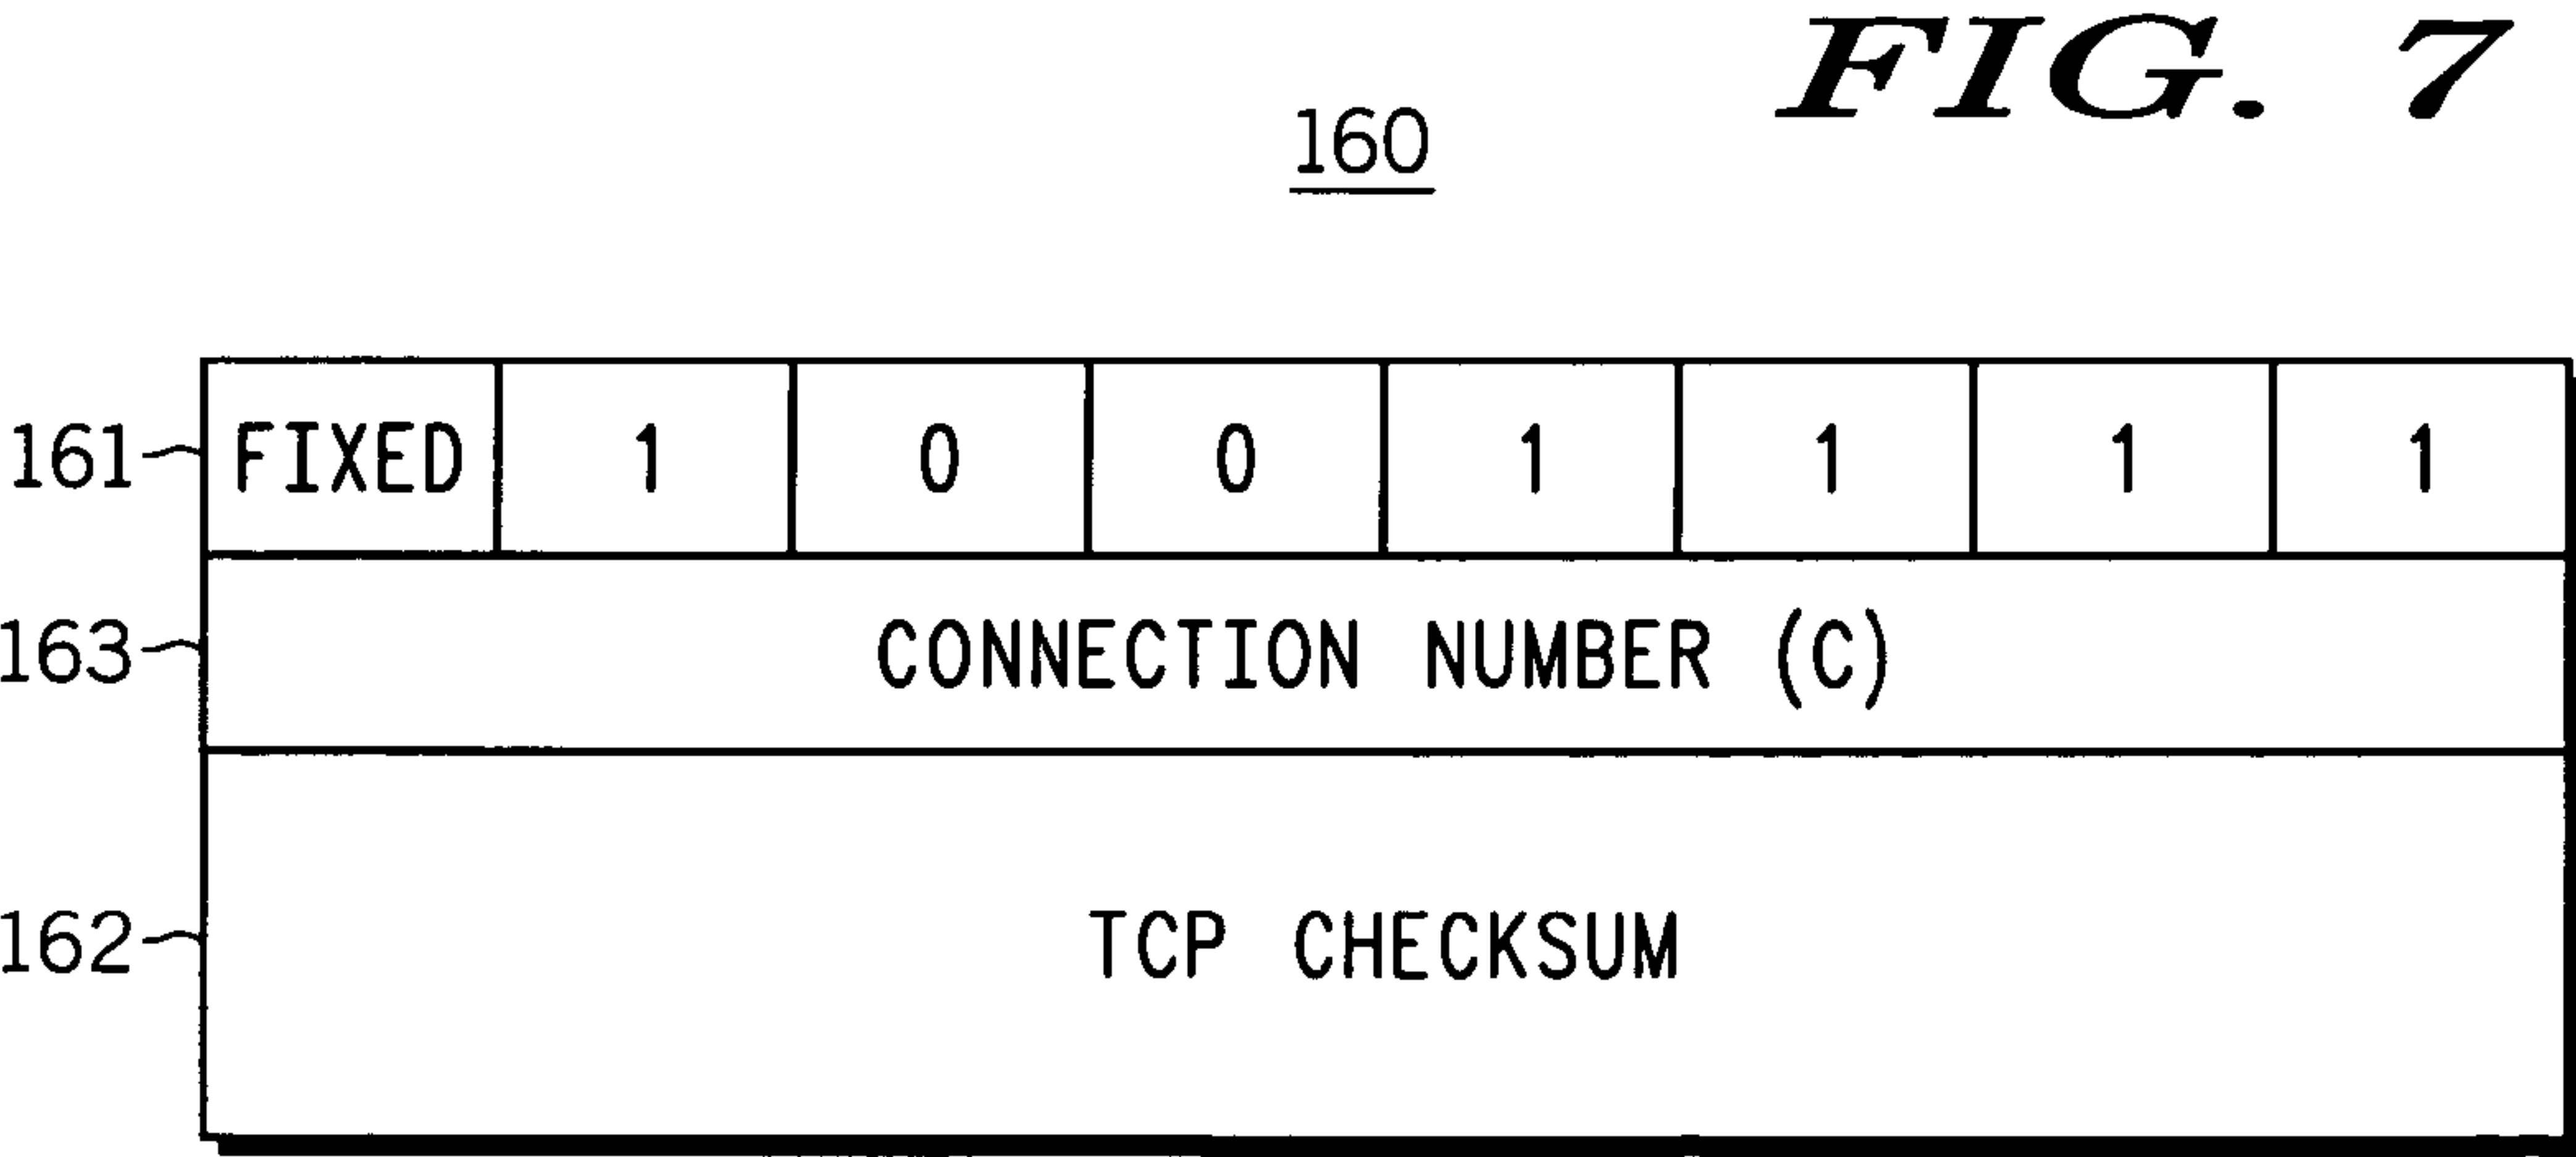 FIG. 7
160
161 FIXED 1 0 0 1 1 1 1
163 CONNECTION NUMBER (C)
162 TCP CHECKSUM